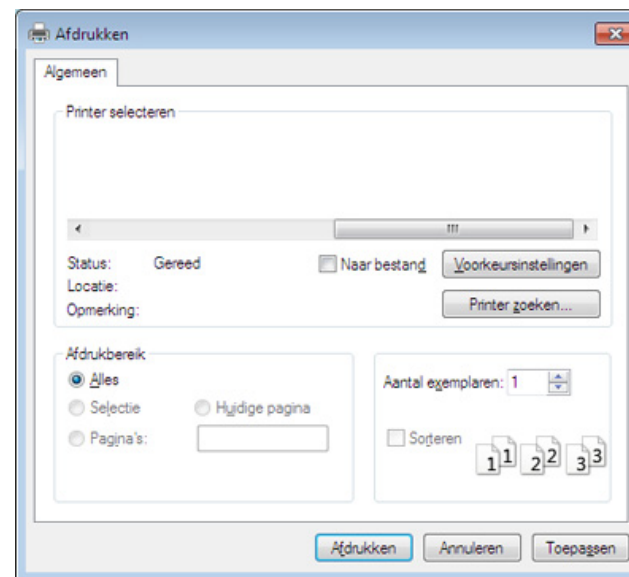 Afdrukken
Algemeen
Printer selecteren
Status: Gereed
Naar bestand
Voorkeursinstellingen
Locatie:
Opmerking:
Printer zoeken...
Afdrukbereik
Alles
Selectie
Huidige pagina
Pagina's:
Aantal exemplaren: 1
Sorteren
1 1 2 2 3 3
Afdrukken
Annuleren
Toepassen